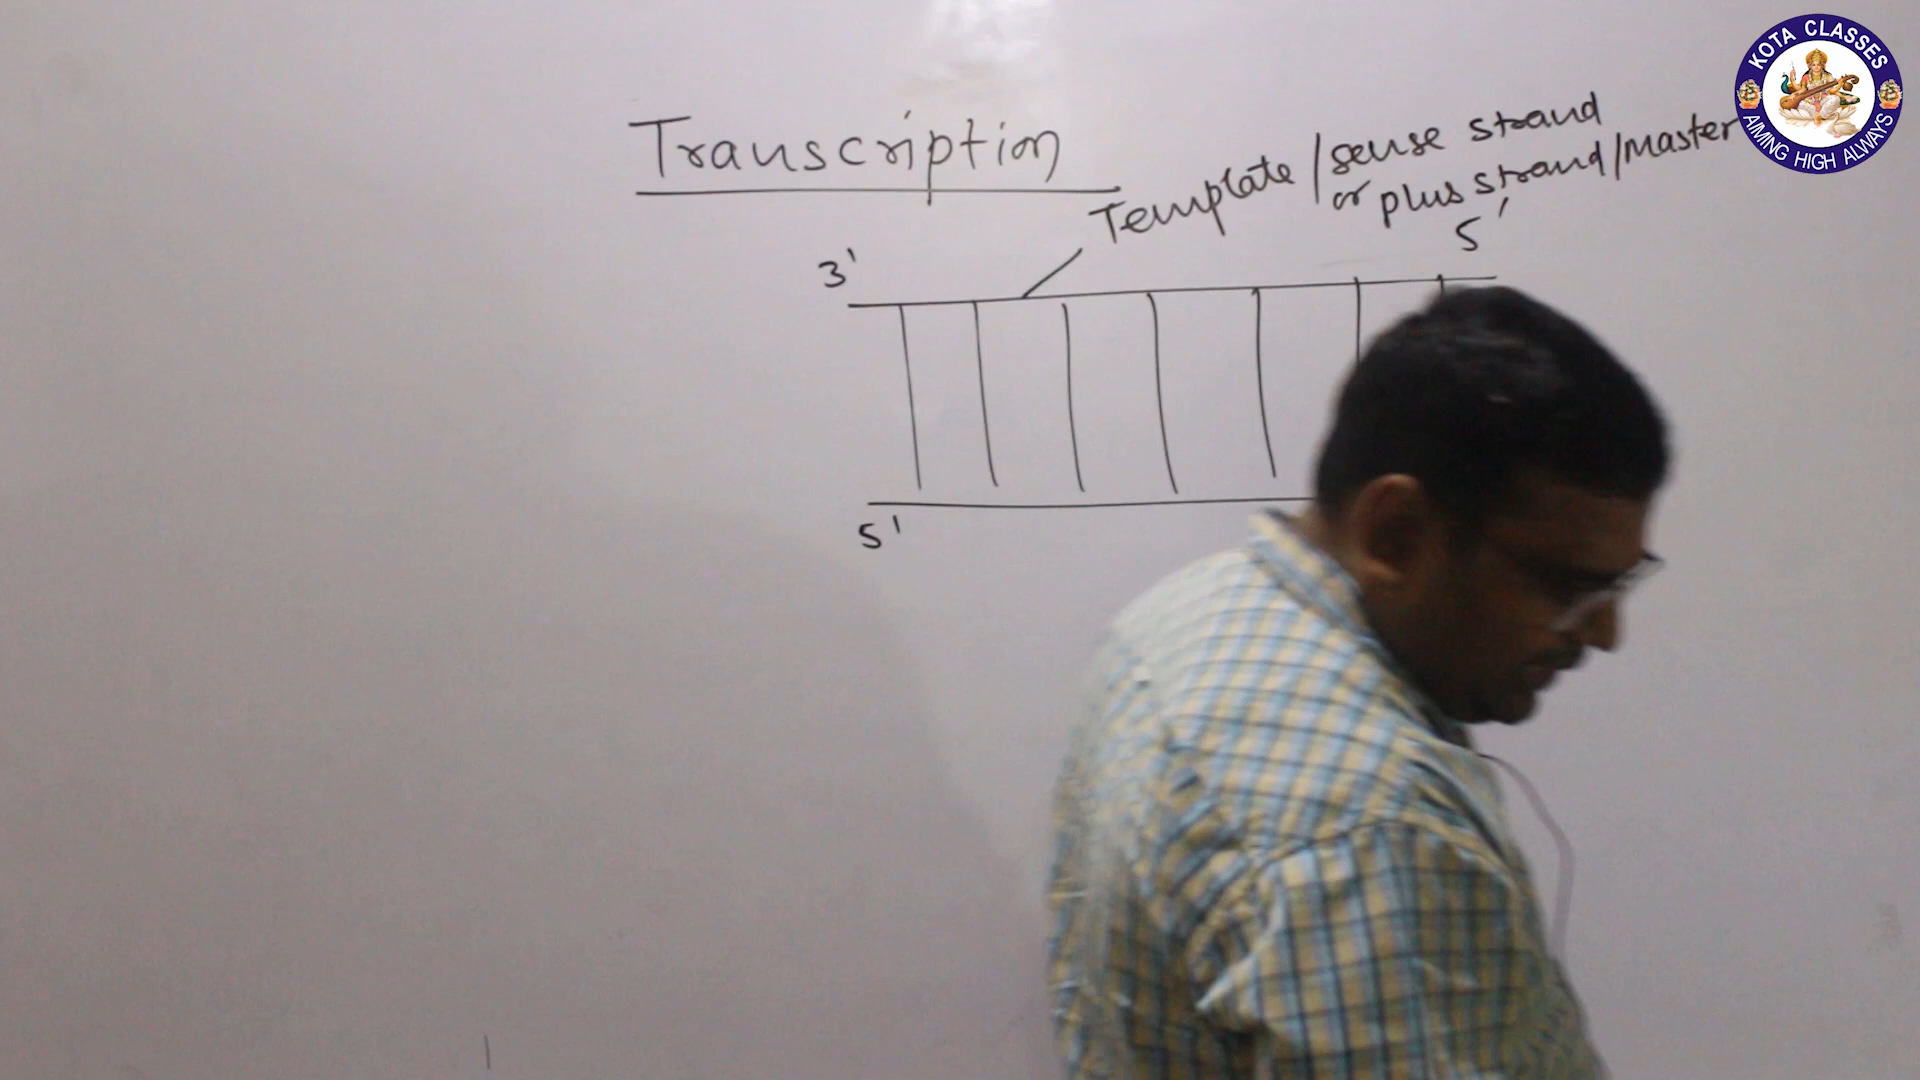 KOTA CLASSES
AIMING HIGH ALWAYS
Transcription
Template / sense strand
or plus strand / Master
3' 5'
5'